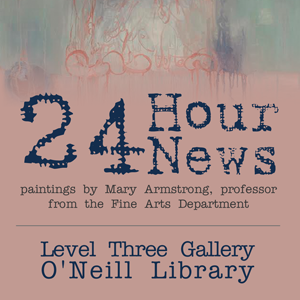 24 Hour
News
paintings by Mary Armstrong, professor
from the Fine Arts Department
Level Three Gallery
O'Neill Library